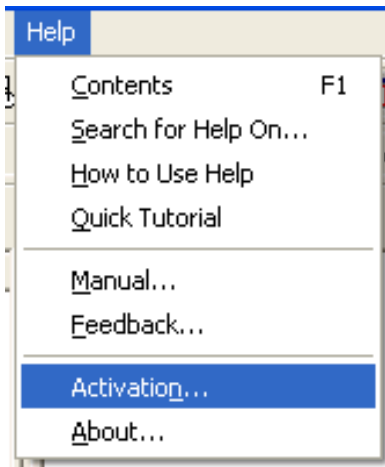 Help
Contents F1
Search for Help On...
How to Use Help
Quick Tutorial
Manual...
Feedback...
Activation...
About...